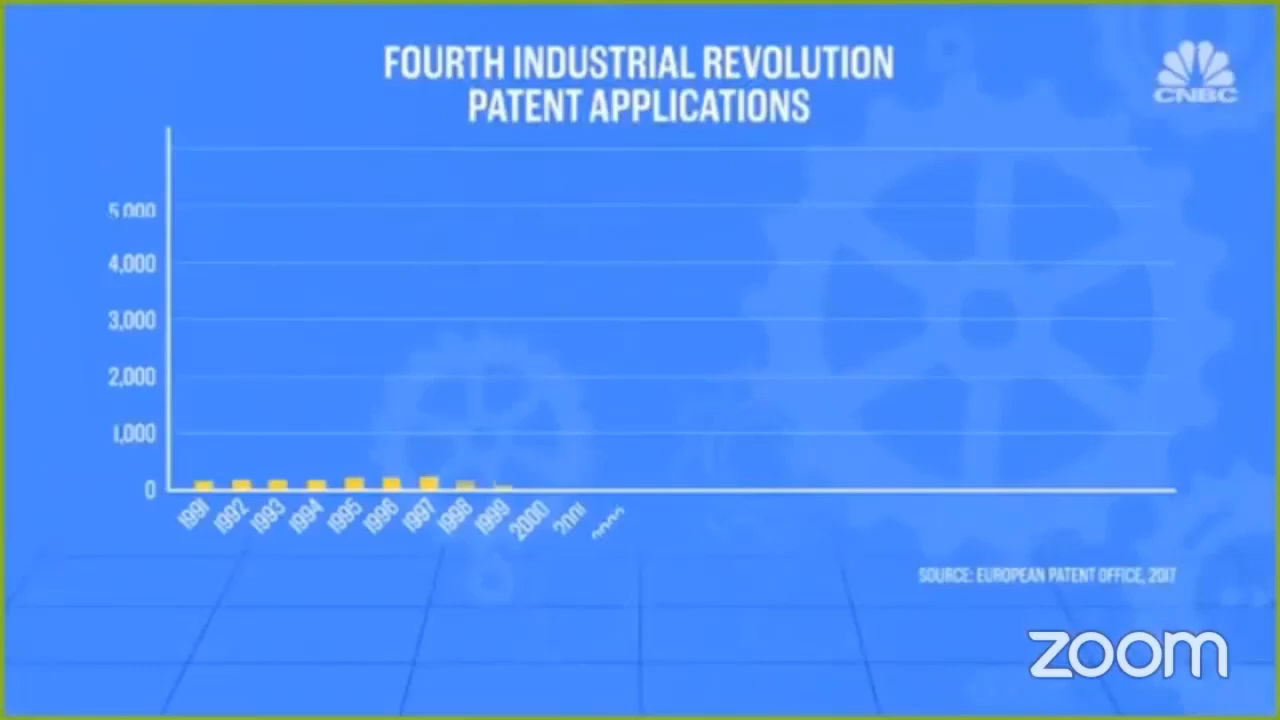 FOURTH INDUSTRIAL REVOLUTION
PATENT APPLICATIONS
CNBC
5,000
4,000
3,000
2,000
1,000
0
1991 1992 1993 1994 1995 1996 1997 1998 1999 2000 2001
SOURCE: EUROPEAN PATENT OFFICE, 2017
zoom